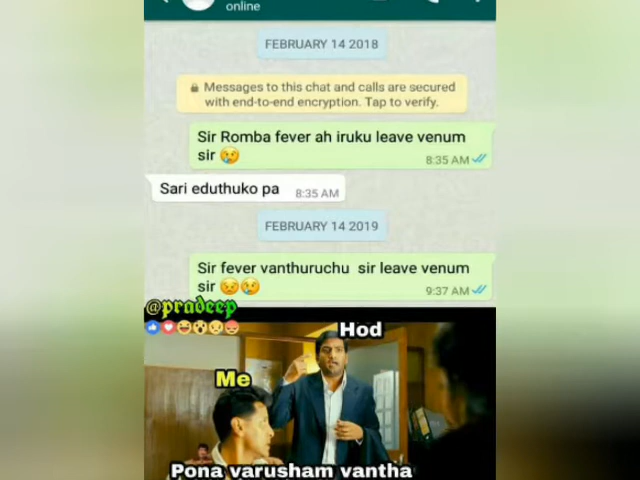 online
FEBRUARY 14 2018
Messages to this chat and calls are secured
with end-to-end encryption. Tap to verify.
Sir Romba fever ah iruku leave venum
sir 😢
8:35 AM
Sari eduthuko pa
8:35 AM
FEBRUARY 14 2019
Sir fever vanthuruchu sir leave venum
sir 😟😢
9:37 AM
@pradeep
Hod
Me
Pona varusham vantha